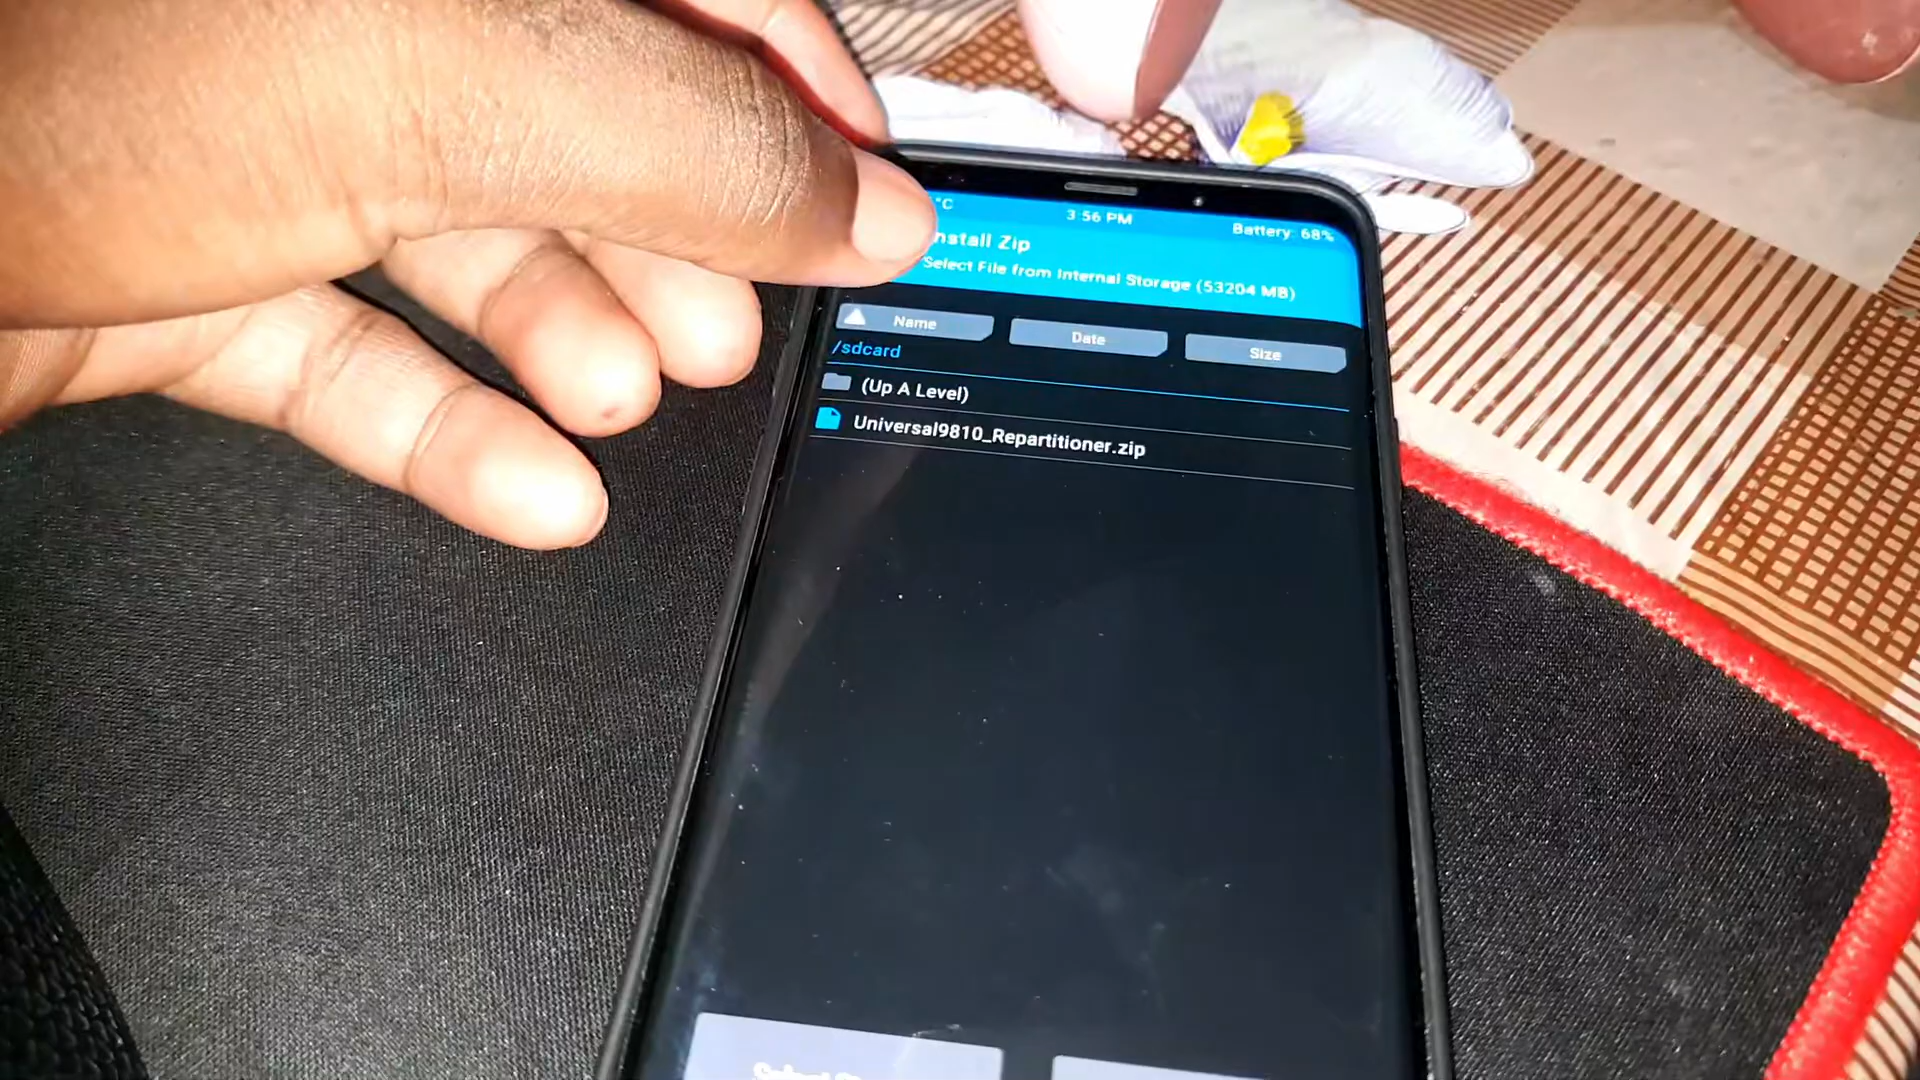 °C
3:56 PM
Battery: 68%
nstall Zip
Select File from Internal Storage (53204 MB)
Name
Date
Size
/sdcard
(Up A Level)
Universal9810_Repartitioner.zip